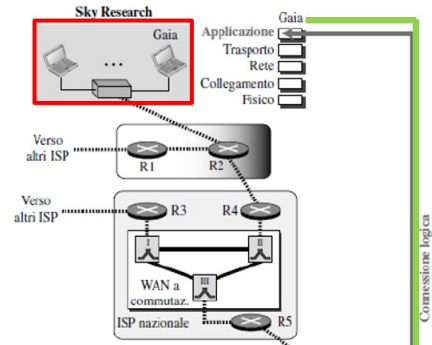 Sky Research
Gaia
...
Gaia
Applicazione
Trasporto
Rete
Collegamento
Fisico
Verso
altri ISP
R1
R2
Verso
altri ISP
R3
R4
I
II
III
WAN a
commutaz.
ISP nazionale
R5
Connessione logica